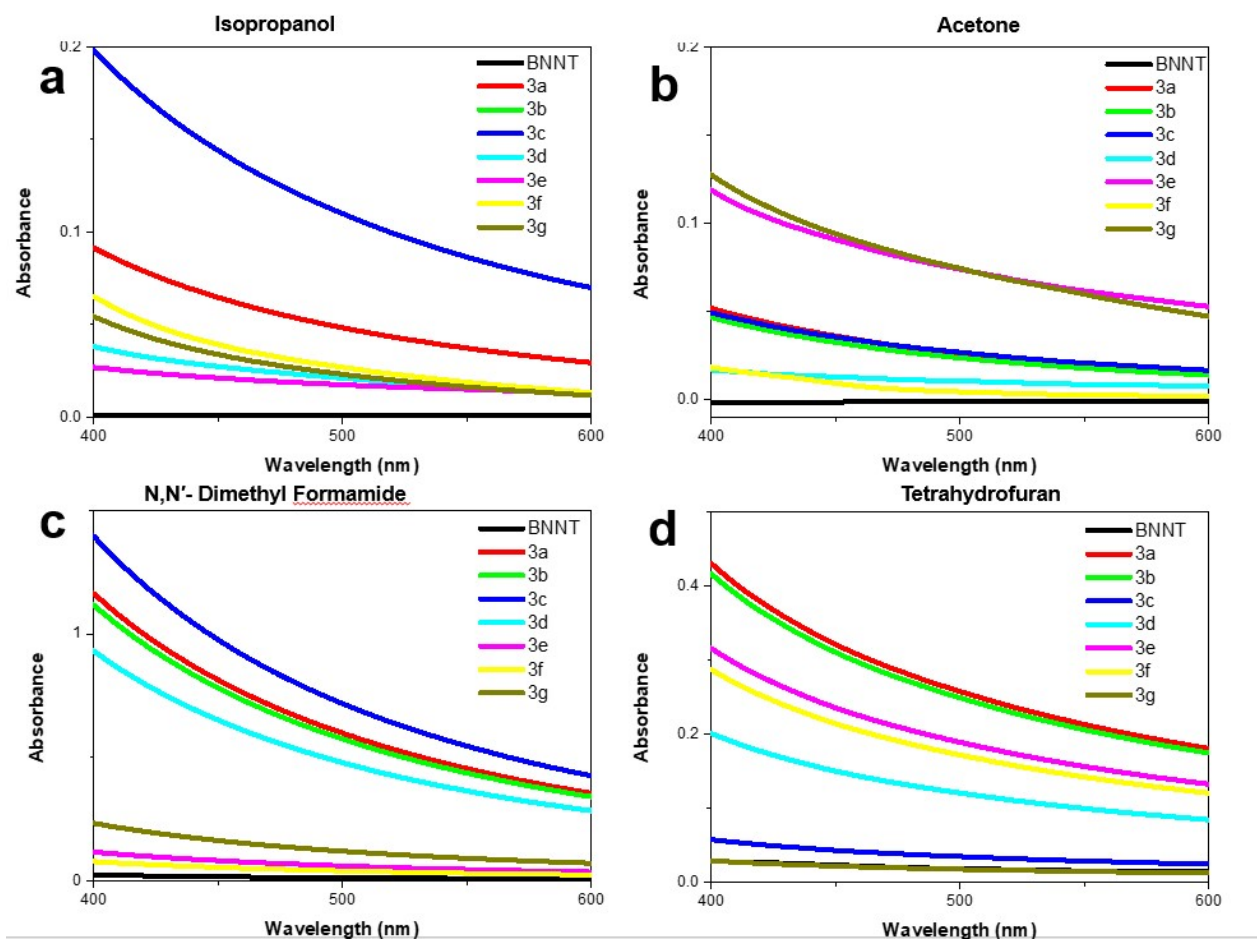 Isopropanol
a
0.2
0.1
0.0
400
500
600
Absorbance
Wavelength (nm)
BNNT
3a
3b
3c
3d
3e
3f
3g
Acetone
b
0.2
0.1
0.0
400
500
600
Absorbance
Wavelength (nm)
BNNT
3a
3b
3c
3d
3e
3f
3g
N,N′- Dimethyl Formamide
c
1
0
400
500
600
Absorbance
Wavelength (nm)
BNNT
3a
3b
3c
3d
3e
3f
3g
Tetrahydrofuran
d
0.4
0.2
0.0
400
500
600
Absorbance
Wavelength (nm)
BNNT
3a
3b
3c
3d
3e
3f
3g